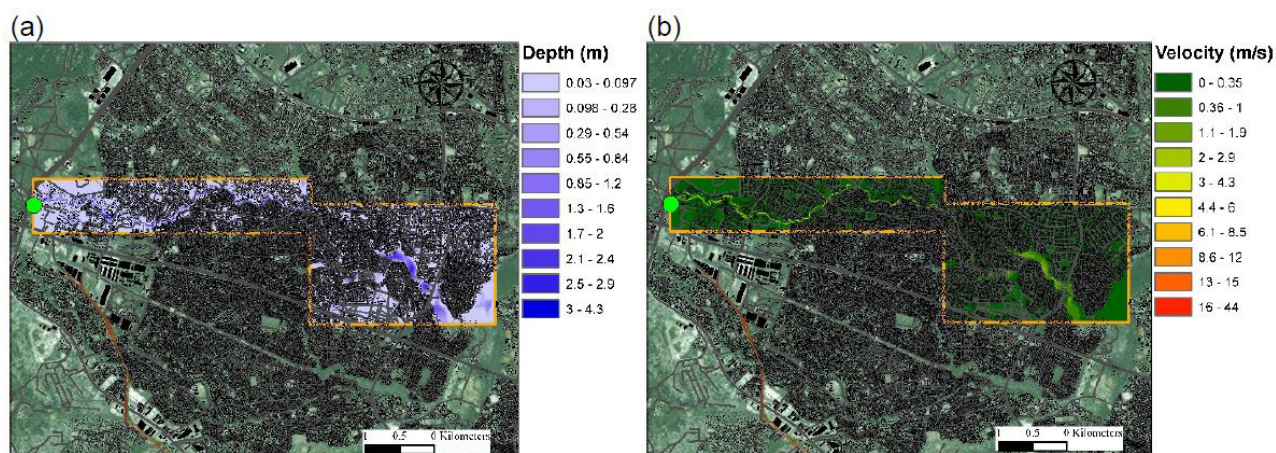 (a)
Depth (m)
0.03 - 0.097
0.098 - 0.28
0.29 - 0.54
0.55 - 0.84
0.85 - 1.2
1.3 - 1.6
1.7 - 2
2.1 - 2.4
2.5 - 2.9
3 - 4.3
1 0.5 0 Kilometers
(b)
Velocity (m/s)
0 - 0.35
0.36 - 1
1.1 - 1.9
2 - 2.9
3 - 4.3
4.4 - 6
6.1 - 8.5
8.6 - 12
13 - 15
16 - 44
1 0.5 0 Kilometers